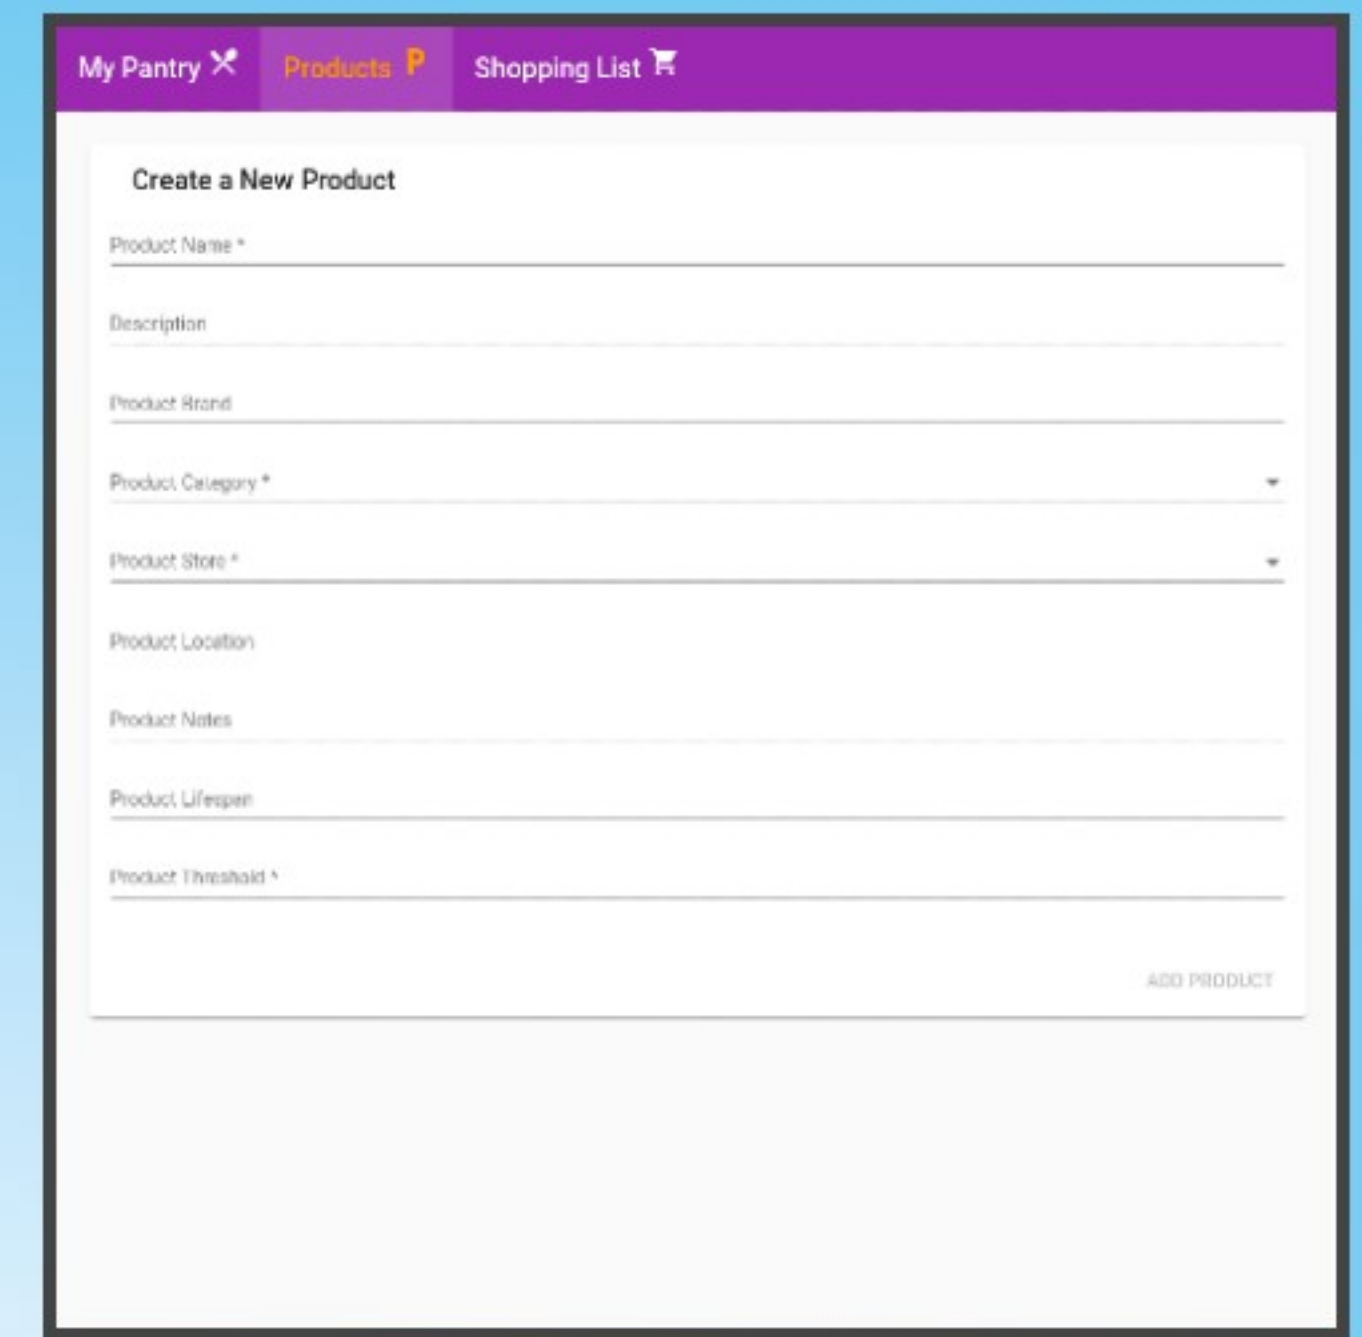 My Pantry
Products P
Shopping List
Create a New Product
Product Name *
Description
Product Brand
Product Category *
Product Store *
Product Location
Product Notes
Product Lifespan
Product Threshold *
ADD PRODUCT